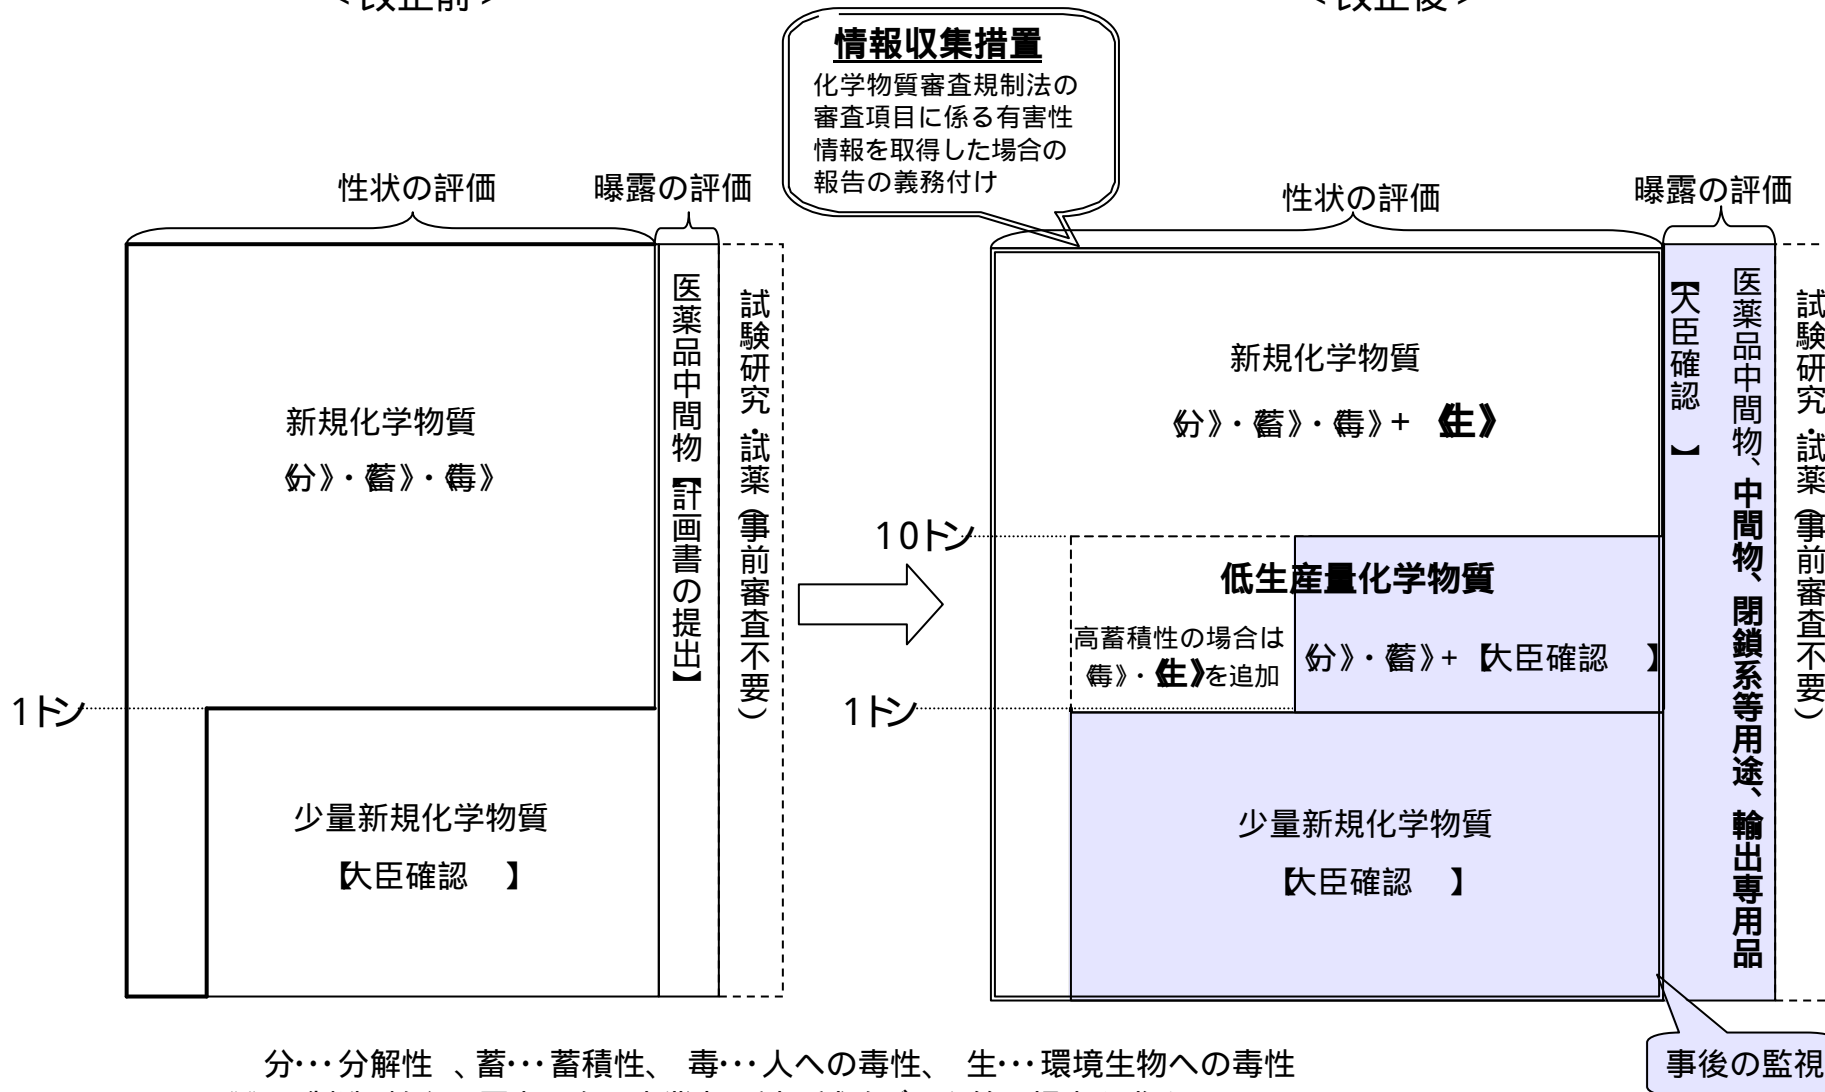 <改正前>
<改正後>
情報収集措置
化学物質審査規制法の
審査項目に係る有害性
情報を取得した場合の
報告の義務付け
性状の評価
曝露の評価
新規化学物質
《分》・《蓄》・《毒》
医薬品中間物【計画書の提出】
試験研究・試薬(事前審査不要)
1トン
少量新規化学物質
【大臣確認 】
性状の評価
曝露の評価
新規化学物質
《分》・《蓄》・《毒》+ 《生》
【大臣確認 】
医薬品中間物、中間物、閉鎖系等用途、輸出専用品
試験研究・試薬(事前審査不要)
10トン
低生産量化学物質
高蓄積性の場合は
《毒》・《生》を追加
《分》・《蓄》+【大臣確認 】
1トン
少量新規化学物質
【大臣確認 】
事後の監視
分…分解性 、蓄…蓄積性、 毒…人への毒性、 生…環境生物への毒性